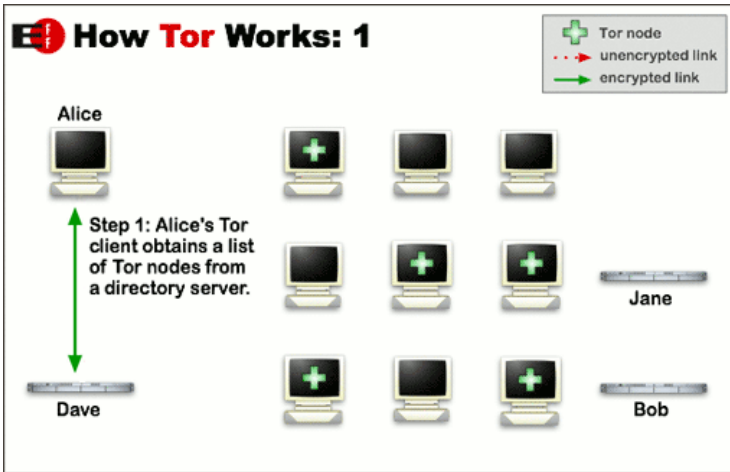 EFF How Tor Works: 1
Tor node
unencrypted link
encrypted link
Alice
Step 1: Alice's Tor
client obtains a list
of Tor nodes from
a directory server.
Jane
Dave
Bob